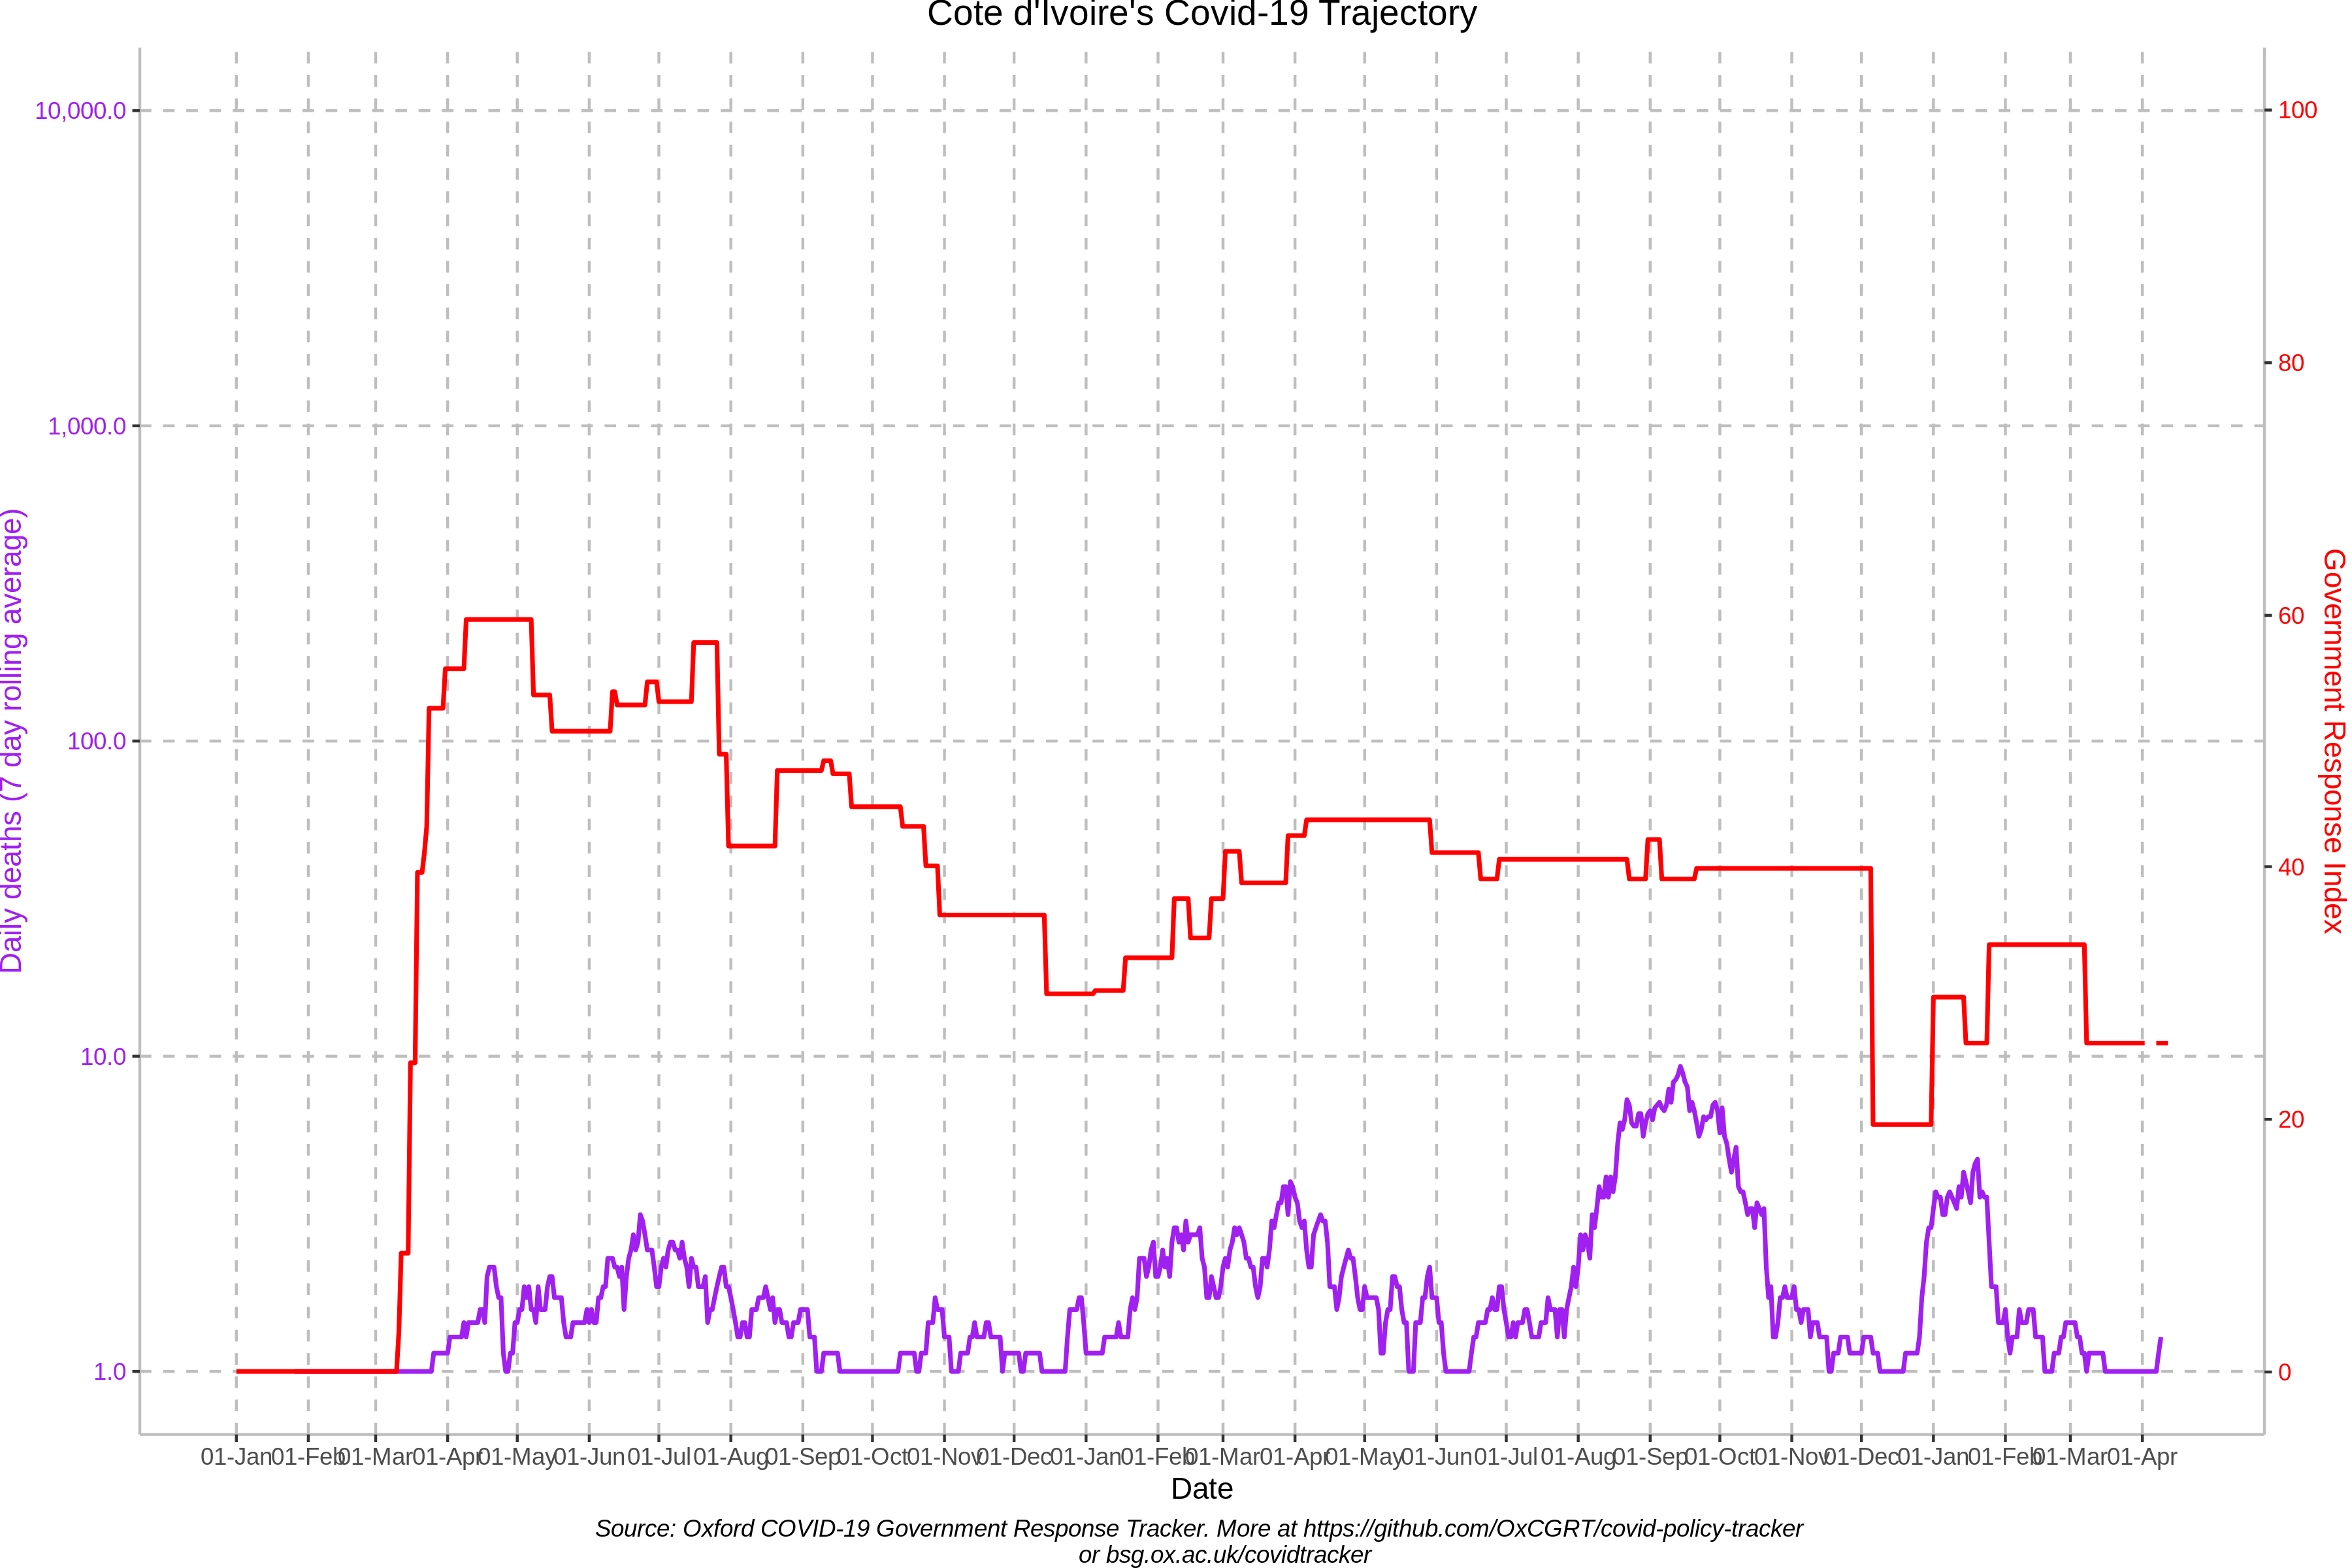 Cote d'Ivoire's Covid-19 Trajectory
10,000.0
1,000.0
100.0
10.0
1.0
Daily deaths (7 day rolling average)
100
80
60
40
20
0
Government Response Index
01-Jan 01-Feb 01-Mar 01-Apr 01-May 01-Jun 01-Jul 01-Aug 01-Sep 01-Oct 01-Nov 01-Dec 01-Jan 01-Feb 01-Mar 01-Apr 01-May 01-Jun 01-Jul 01-Aug 01-Sep 01-Oct 01-Nov 01-Dec 01-Jan 01-Feb 01-Mar 01-Apr
Date
Source: Oxford COVID-19 Government Response Tracker. More at https://github.com/OxCGRT/covid-policy-tracker
or bsg.ox.ac.uk/covidtracker